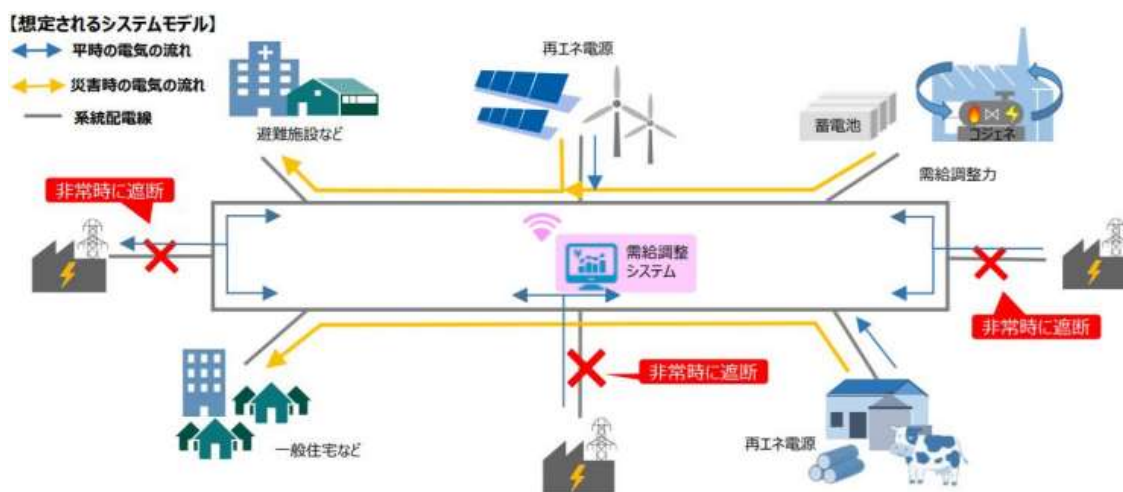 【想定されるシステムモデル】
平時の電気の流れ
災害時の電気の流れ
系統配電線
避難施設など
再エネ電源
蓄電池
コジェネ
需給調整力
非常時に遮断
需給調整
システム
非常時に遮断
非常時に遮断
一般住宅など
再エネ電源